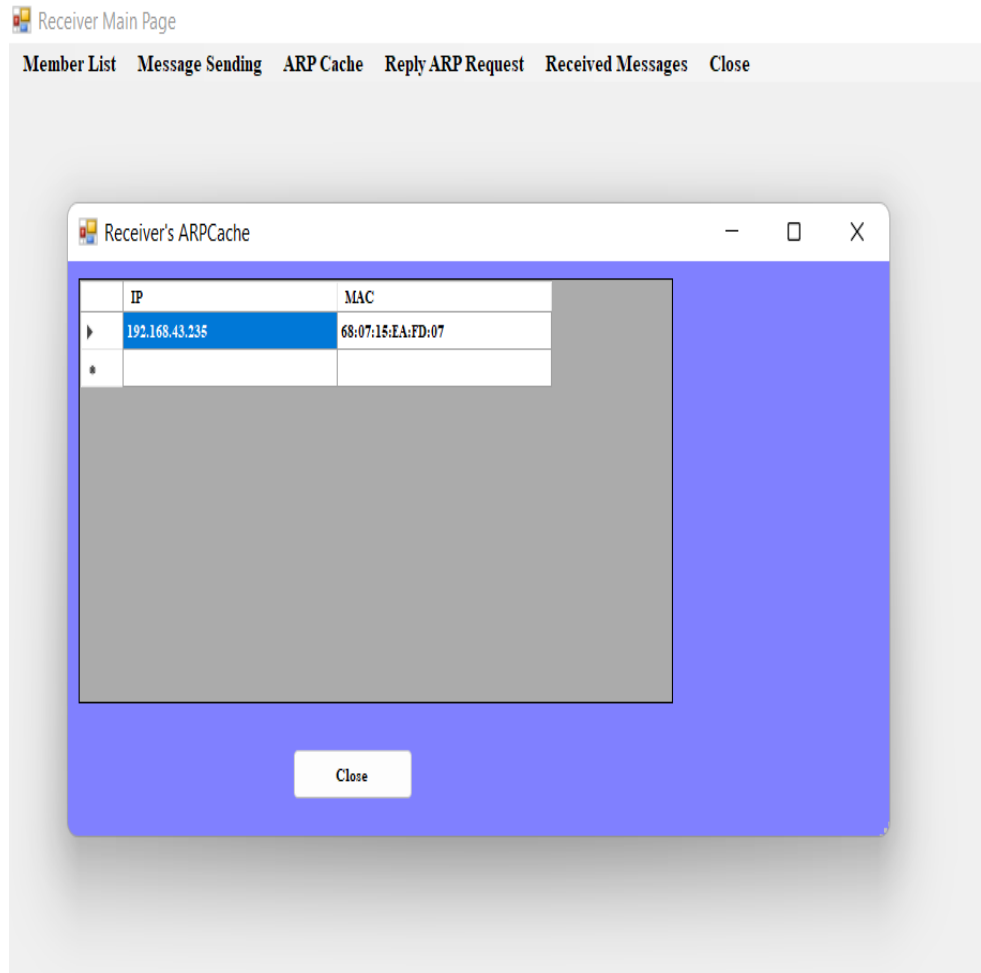 Receiver Main Page
Member List Message Sending ARP Cache Reply ARP Request Received Messages Close
Receiver's ARPCache
IP MAC
192.168.43.235 68:07:15:EA:FD:07
Close